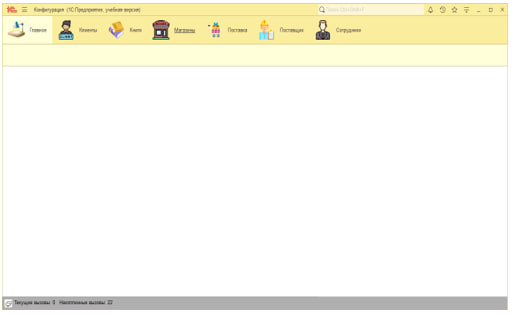 1С Конфигурация (1С:Предприятие, учебная версия)
Поиск Ctrl+Shift+F
Главное Клиенты Книги Магазины Поставка Поставщик Сотрудники
Текущие вызовы: 0 Накопленные вызовы: 22